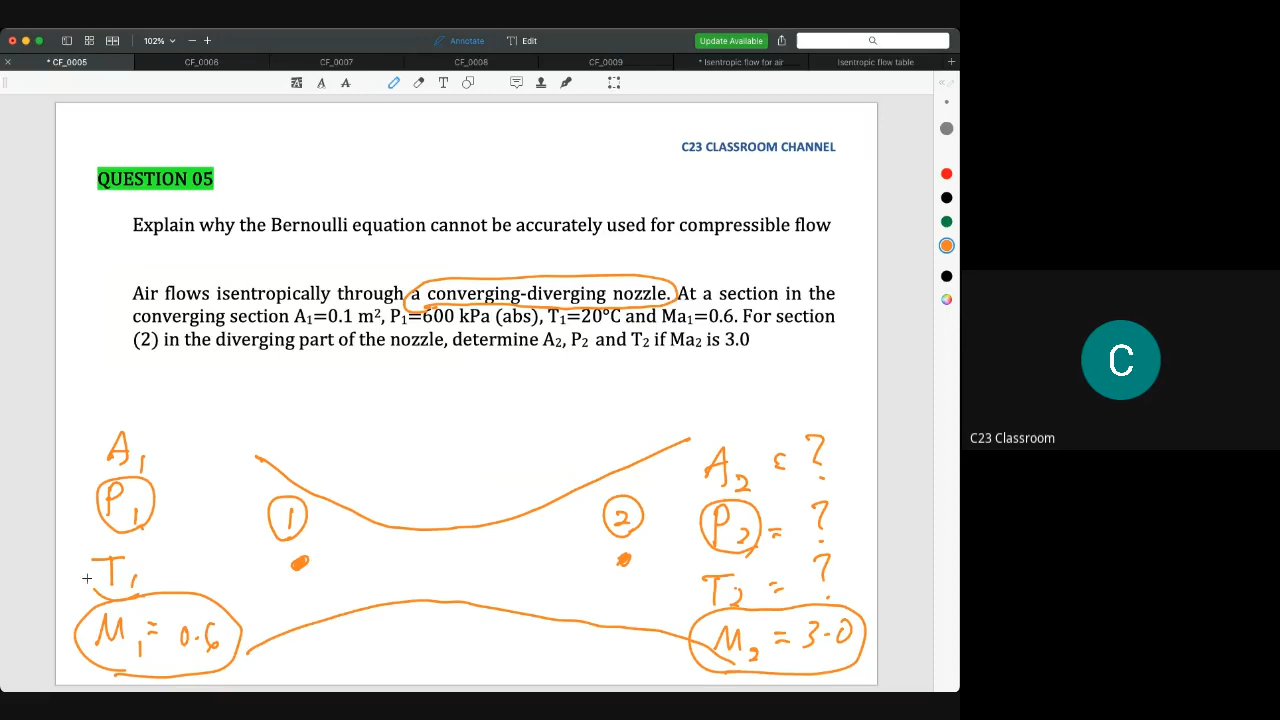 102%
Annotate
Edit
Update Available
* CF_0005
CF_0006
CF_0007
CF_0008
CF_0009
* Isentropic flow for air
Isentropic flow table
C23 CLASSROOM CHANNEL
QUESTION 05
Explain why the Bernoulli equation cannot be accurately used for compressible flow
Air flows isentropically through a converging-diverging nozzle. At a section in the
converging section A₁=0.1 m², P₁=600 kPa (abs), T₁=20°C and Ma₁=0.6. For section
(2) in the diverging part of the nozzle, determine A₂, P₂ and T₂ if Ma₂ is 3.0
A₁
P₁
T₁
M₁ = 0.6
1
2
A₂ = ?
P₂ = ?
T₂ = ?
M₂ = 3.0
C
C23 Classroom